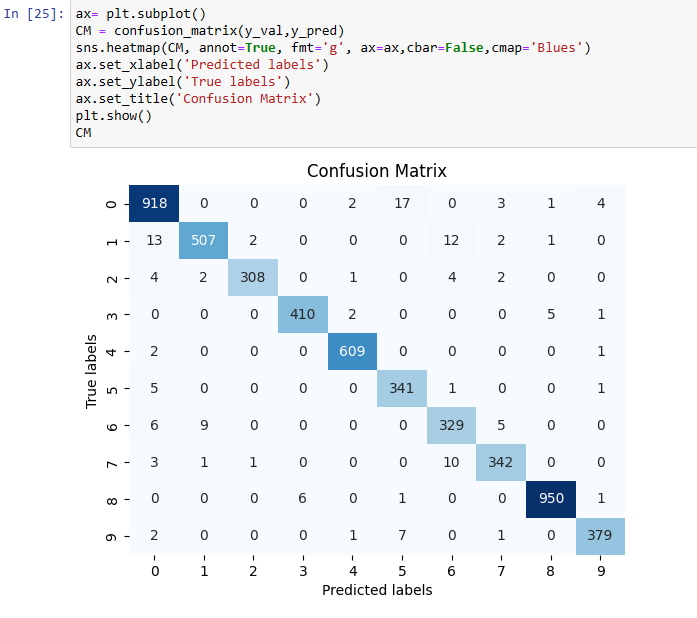 In [25]: ax= plt.subplot()
CM = confusion_matrix(y_val,y_pred)
sns.heatmap(CM, annot=True, fmt='g', ax=ax,cbar=False,cmap='Blues')
ax.set_xlabel('Predicted labels')
ax.set_ylabel('True labels')
ax.set_title('Confusion Matrix')
plt.show()
CM
Confusion Matrix
True labels
0 918 0 0 0 2 17 0 3 1 4
1 13 507 2 0 0 0 12 2 1 0
2 4 2 308 0 1 0 4 2 0 0
3 0 0 0 410 2 0 0 0 5 1
4 2 0 0 0 609 0 0 0 0 1
5 5 0 0 0 0 341 1 0 0 1
6 6 9 0 0 0 0 329 5 0 0
7 3 1 1 0 0 0 10 342 0 0
8 0 0 0 6 0 1 0 0 950 1
9 2 0 0 0 1 7 0 1 0 379
0 1 2 3 4 5 6 7 8 9
Predicted labels